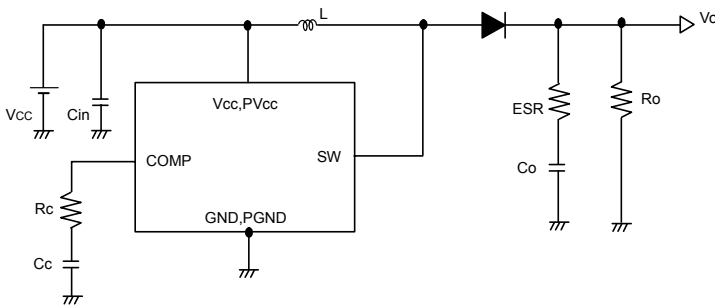 L
Vo
Vcc
Cin
Vcc,PVcc
ESR
Ro
COMP
SW
Co
Rc
GND,PGND
Cc